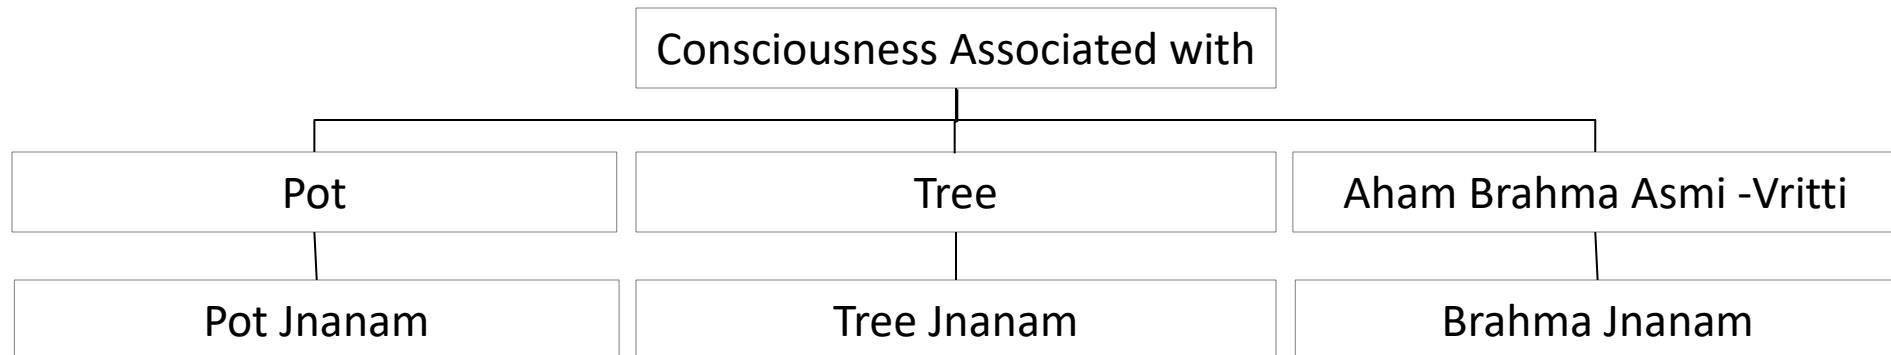 Consciousness Associated with
Pot
Tree
Aham Brahma Asmi -Vritti
Pot Jnanam
Tree Jnanam
Brahma Jnanam